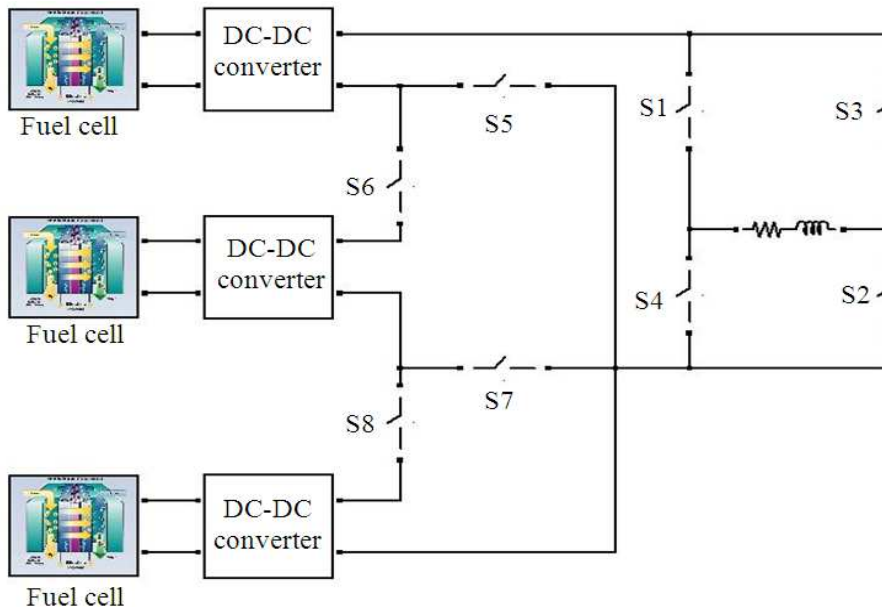 DC-DC
converter
Fuel cell
S5
S1
S3
S6
DC-DC
converter
Fuel cell
S4
S2
S7
S8
DC-DC
converter
Fuel cell